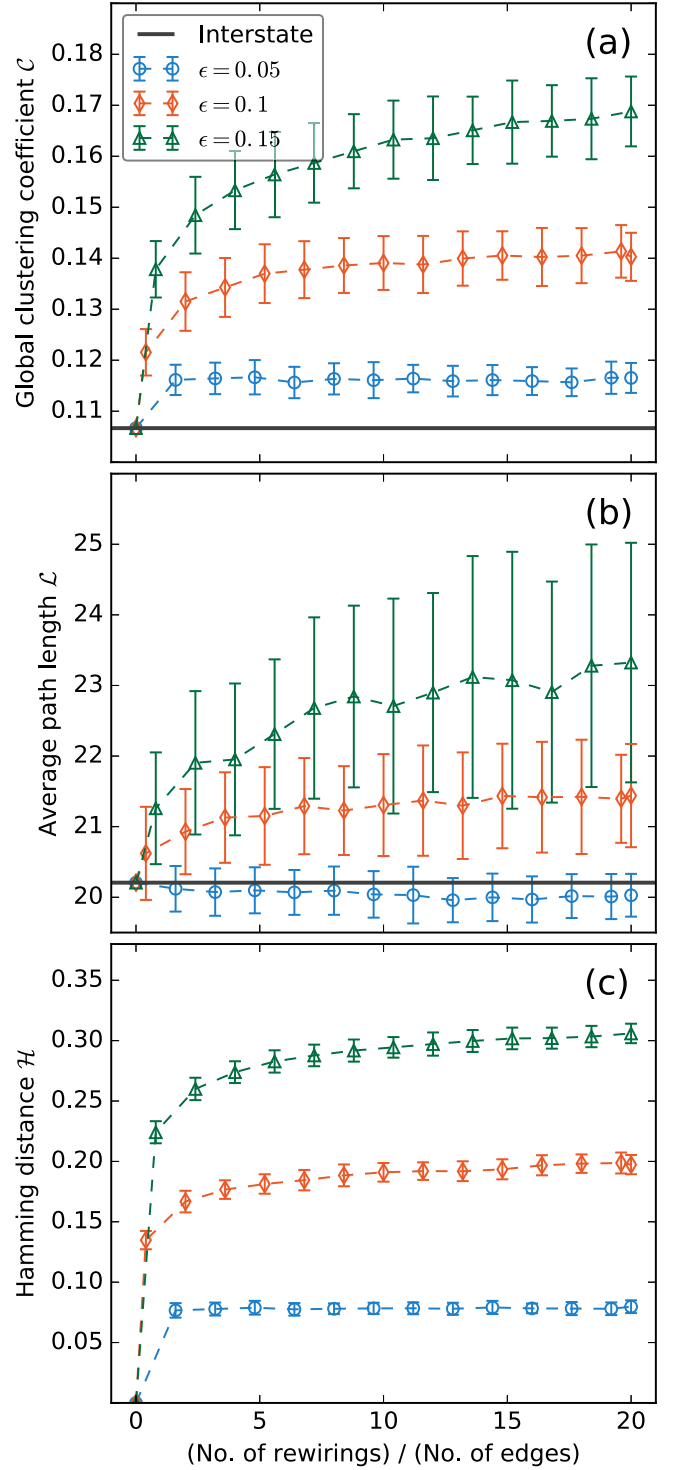 Interstate
ϵ = 0.05
ϵ = 0.1
ϵ = 0.15
(a)
0.18
0.17
0.16
0.15
0.14
0.13
0.12
0.11
Global clustering coefficient 𝒞
(b)
25
24
23
22
21
20
Average path length ℒ
(c)
0.35
0.30
0.25
0.20
0.15
0.10
0.05
Hamming distance ℋ
0 5 10 15 20
(No. of rewirings) / (No. of edges)